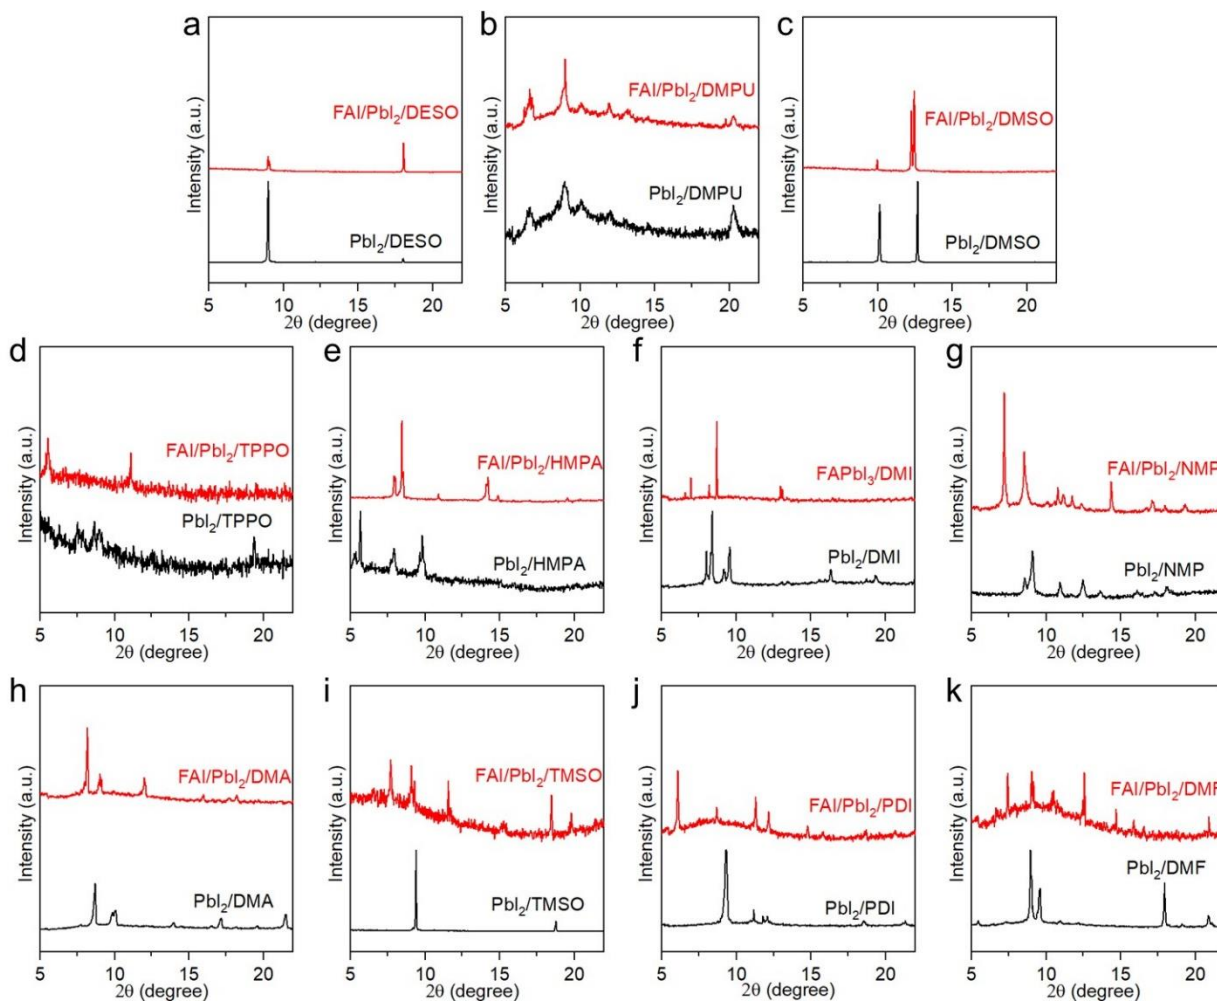 a
Intensity (a.u.)
FAI/PbI₂/DESO
PbI₂/DESO
5 10 15 20
2θ (degree)
b
Intensity (a.u.)
FAI/PbI₂/DMPU
PbI₂/DMPU
5 10 15 20
2θ (degree)
c
Intensity (a.u.)
FAI/PbI₂/DMSO
PbI₂/DMSO
5 10 15 20
2θ (degree)
d
Intensity (a.u.)
FAI/PbI₂/TPPO
PbI₂/TPPO
5 10 15 20
2θ (degree)
e
Intensity (a.u.)
FAI/PbI₂/HMPA
PbI₂/HMPA
5 10 15 20
2θ (degree)
f
Intensity (a.u.)
FAPbI₃/DMI
PbI₂/DMI
5 10 15 20
2θ (degree)
g
Intensity (a.u.)
FAI/PbI₂/NMP
PbI₂/NMP
5 10 15 20
2θ (degree)
h
Intensity (a.u.)
FAI/PbI₂/DMA
PbI₂/DMA
5 10 15 20
2θ (degree)
i
Intensity (a.u.)
FAI/PbI₂/TMSO
PbI₂/TMSO
5 10 15 20
2θ (degree)
j
Intensity (a.u.)
FAI/PbI₂/PDI
PbI₂/PDI
5 10 15 20
2θ (degree)
k
Intensity (a.u.)
FAI/PbI₂/DMF
PbI₂/DMF
5 10 15 20
2θ (degree)